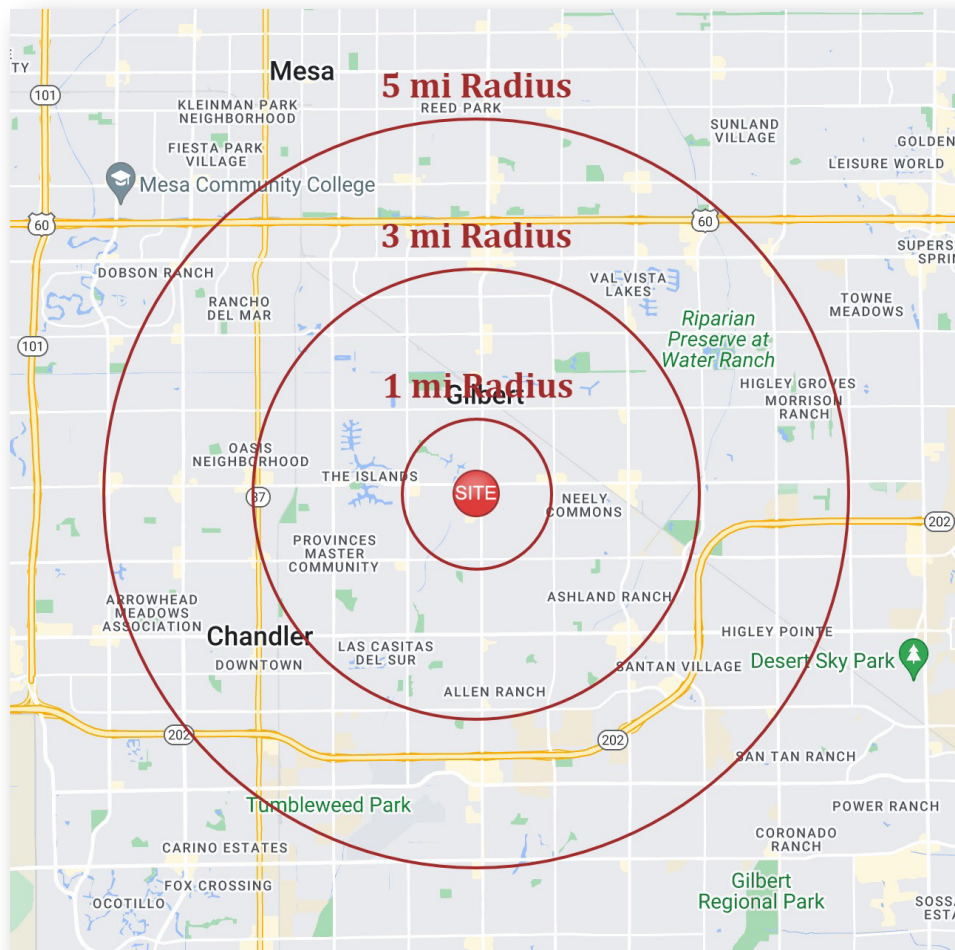 Mesa
5 mi Radius
TY
101
KLEINMAN PARK
NEIGHBORHOOD
REED PARK
SUNLAND
VILLAGE
FIESTA PARK
VILLAGE
GOLDEN
LEISURE WORLD
Mesa Community College
60
60
3 mi Radius
SUPERS
SPRIN
DOBSON RANCH
VAL VISTA
LAKES
RANCHO
DEL MAR
TOWNE
MEADOWS
Riparian
Preserve at
Water Ranch
101
1 mi Radius
Gilbert
HIGLEY GROVES
MORRISON
RANCH
OASIS
NEIGHBORHOOD
THE ISLANDS
87
SITE
NEELY
COMMONS
202
PROVINCES
MASTER
COMMUNITY
ARROWHEAD
MEADOWS
ASSOCIATION
ASHLAND RANCH
Chandler
DOWNTOWN
LAS CASITAS
DEL SUR
HIGLEY POINTE
SANTAN VILLAGE
Desert Sky Park
ALLEN RANCH
202
202
SAN TAN RANCH
Tumbleweed Park
POWER RANCH
CARINO ESTATES
CORONADO
RANCH
FOX CROSSING
OCOTILLO
Gilbert
Regional Park
SOSSA
ESTA